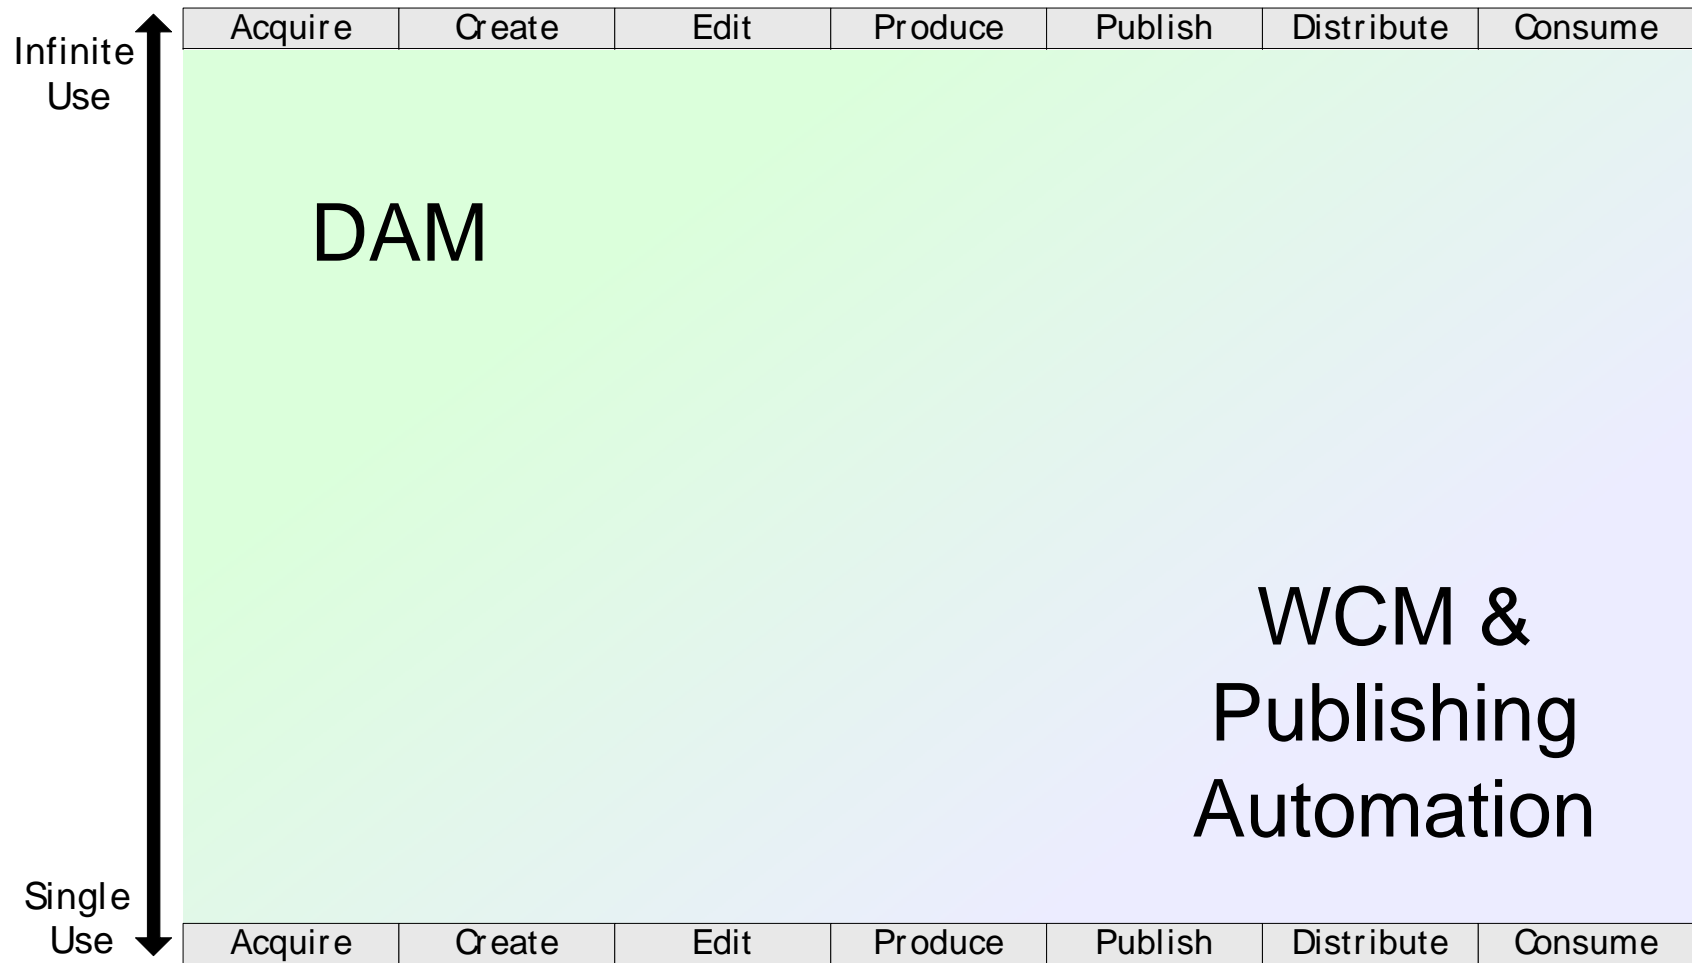 Acquire Create Edit Produce Publish Distribute Consume
Infinite
Use
DAM
WCM &
Publishing
Automation
Single
Use
Acquire Create Edit Produce Publish Distribute Consume